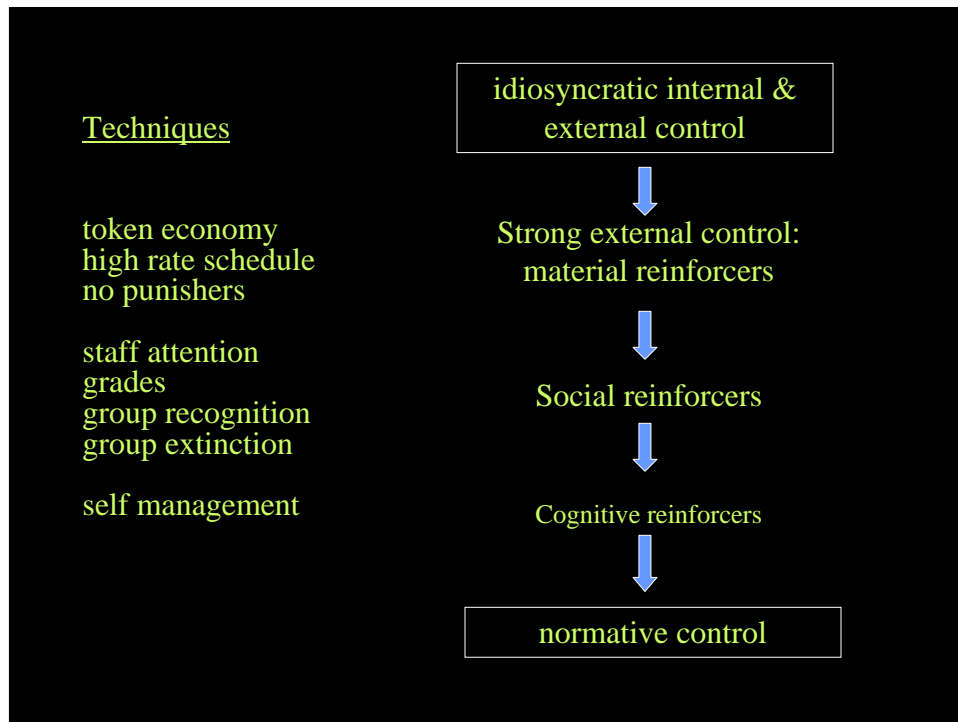 Techniques
token economy
high rate schedule
no punishers
staff attention
grades
group recognition
group extinction
self management
idiosyncratic internal &
external control
Strong external control:
material reinforcers
Social reinforcers
Cognitive reinforcers
normative control